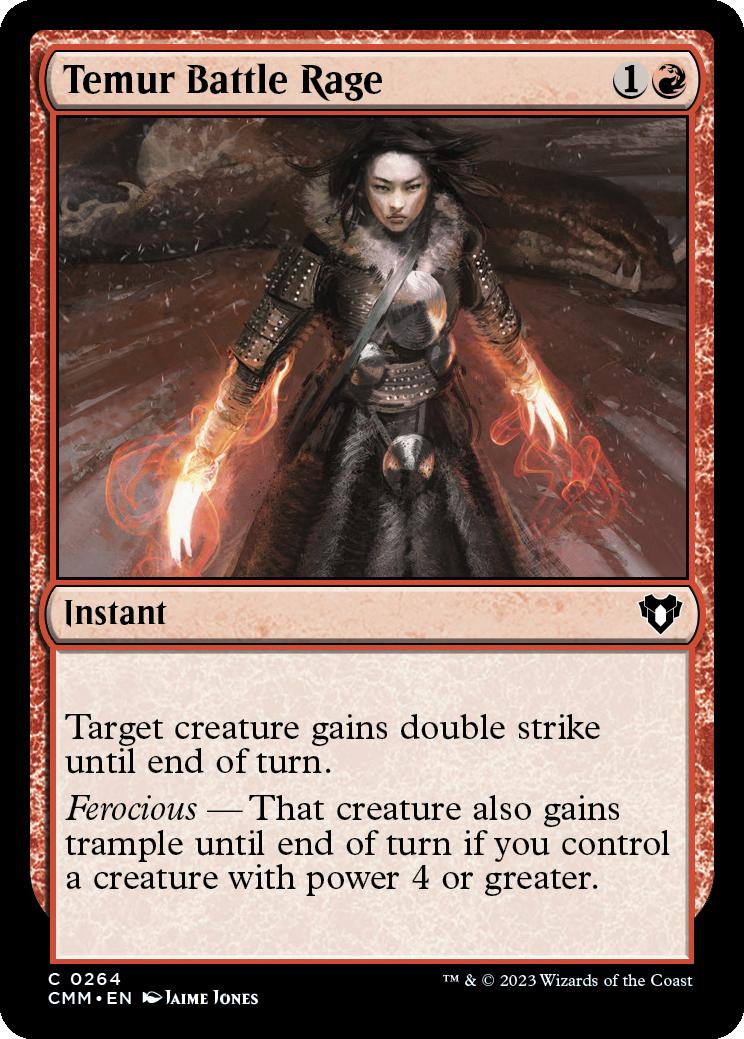 Temur Battle Rage 1
Instant
Target creature gains double strike
until end of turn.
Ferocious — That creature also gains
trample until end of turn if you control
a creature with power 4 or greater.
C 0264
CMM • EN Jaime Jones
™ & © 2023 Wizards of the Coast